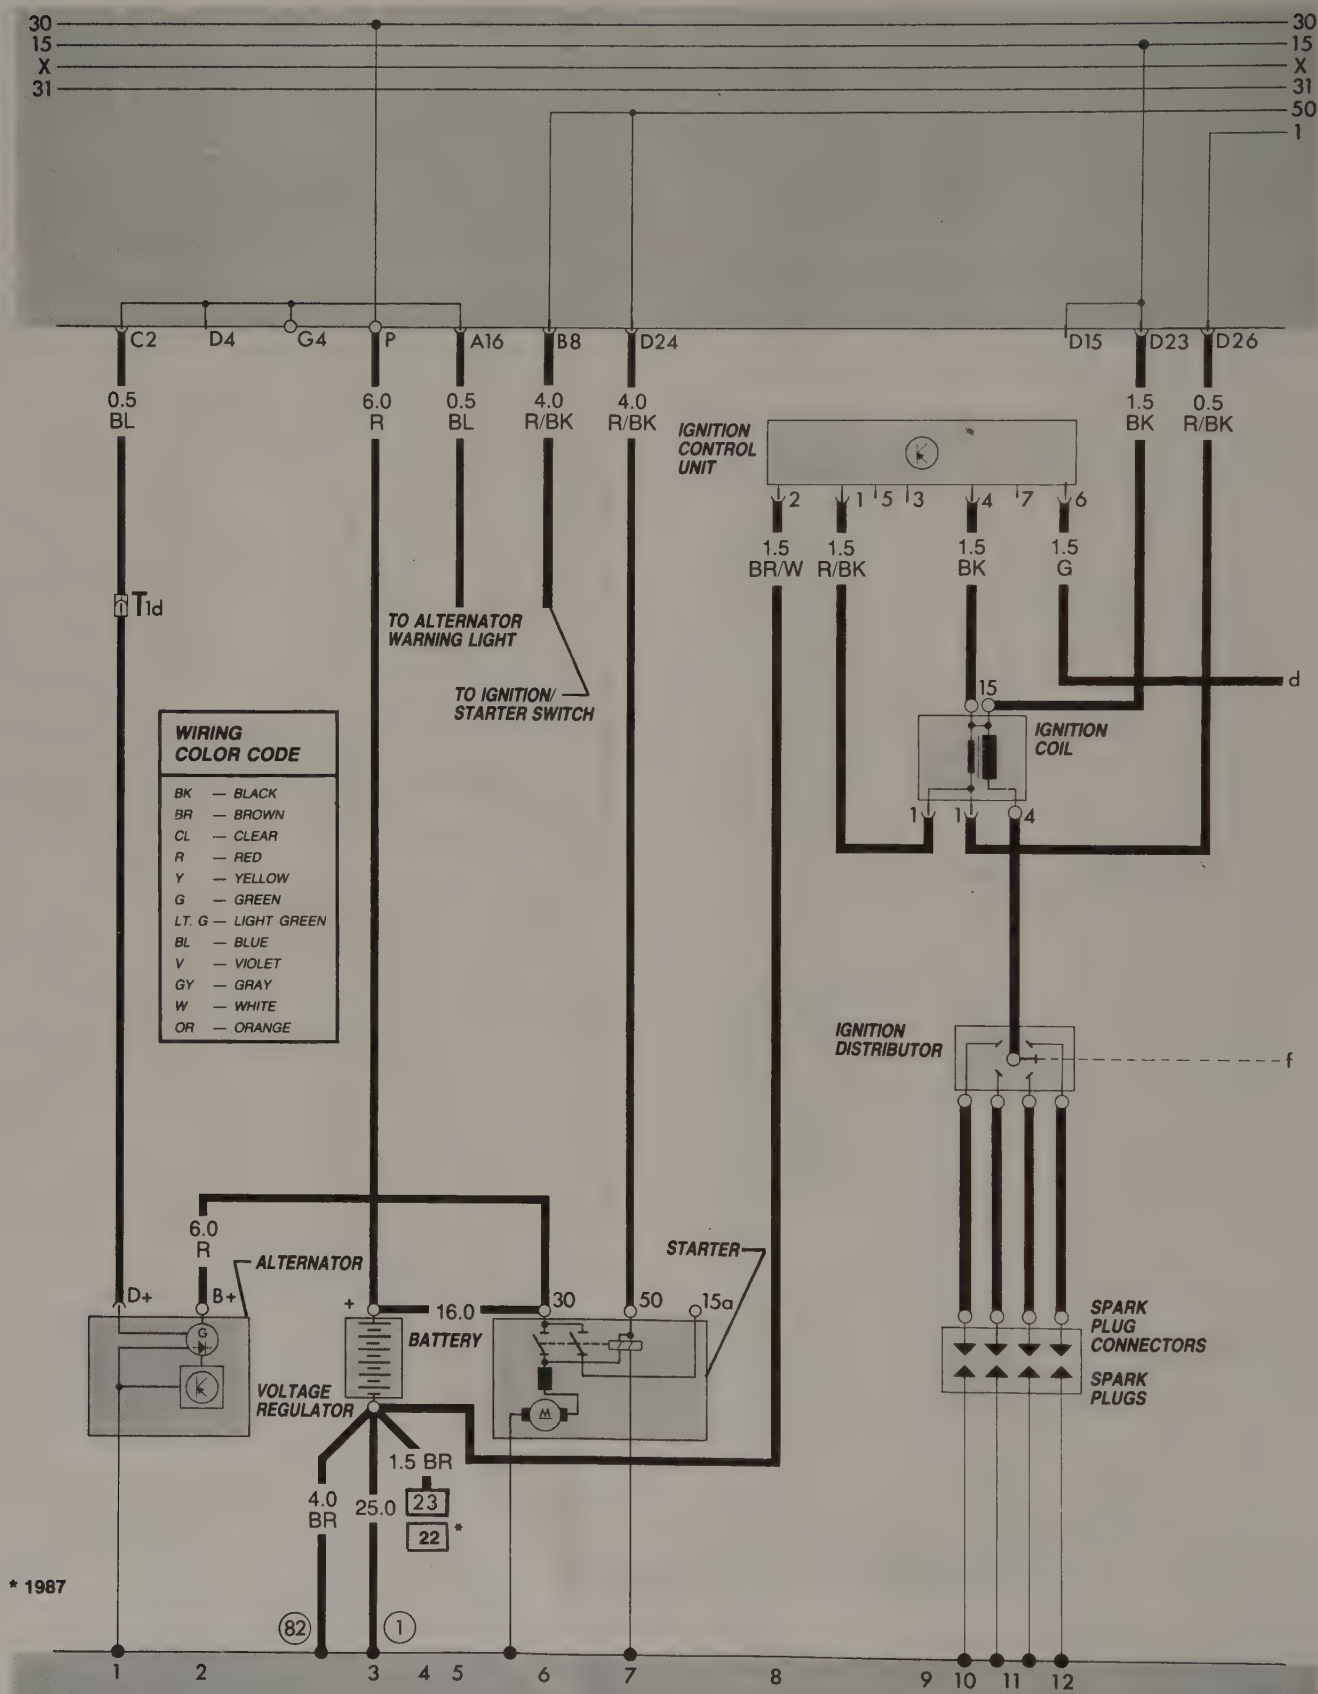 30 30
15 15
X X
31 31
50
1
C2 D4 G4 P A16 B8 D24 D15 D23 D26
0.5
BL
6.0
R
0.5
BL
4.0
R/BK
4.0
R/BK
1.5
BK
0.5
R/BK
IGNITION
CONTROL
UNIT
2 1 5 3 4 7 6
1.5
BR/W
1.5
R/BK
1.5
BK
1.5
G
T1d
TO ALTERNATOR
WARNING LIGHT
TO IGNITION/
STARTER SWITCH
d
15
IGNITION
COIL
1 1 4
WIRING
COLOR CODE
BK — BLACK
BR — BROWN
CL — CLEAR
R — RED
Y — YELLOW
G — GREEN
LT. G — LIGHT GREEN
BL — BLUE
V — VIOLET
GY — GRAY
W — WHITE
OR — ORANGE
IGNITION
DISTRIBUTOR
f
6.0
R
ALTERNATOR
STARTER
D+ B+ + 16.0 30 50 15a
G
BATTERY
M
VOLTAGE
REGULATOR
SPARK
PLUG
CONNECTORS
SPARK
PLUGS
1.5 BR
4.0
BR
25.0
23
22 *
* 1987
82 1
1 2 3 4 5 6 7 8 9 10 11 12